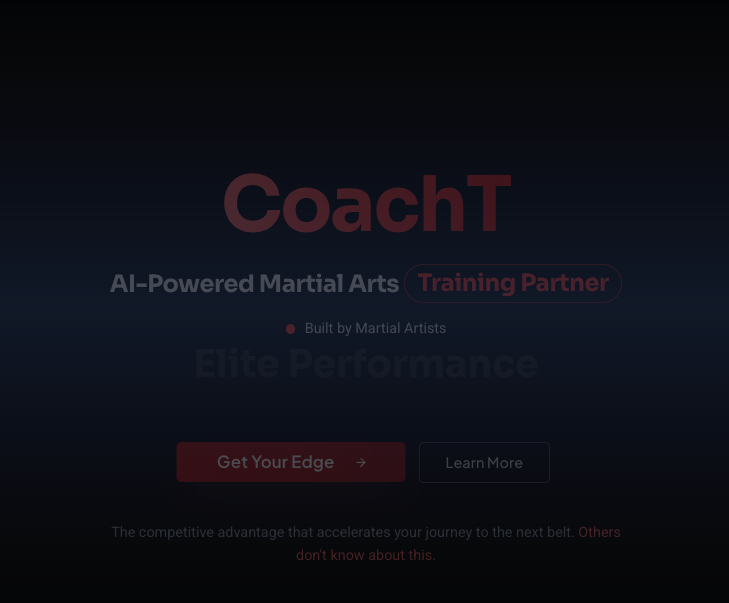 CoachT
AI-Powered Martial Arts Training Partner
Built by Martial Artists
Elite Performance
Get Your Edge →
Learn More
The competitive advantage that accelerates your journey to the next belt. Others
don't know about this.